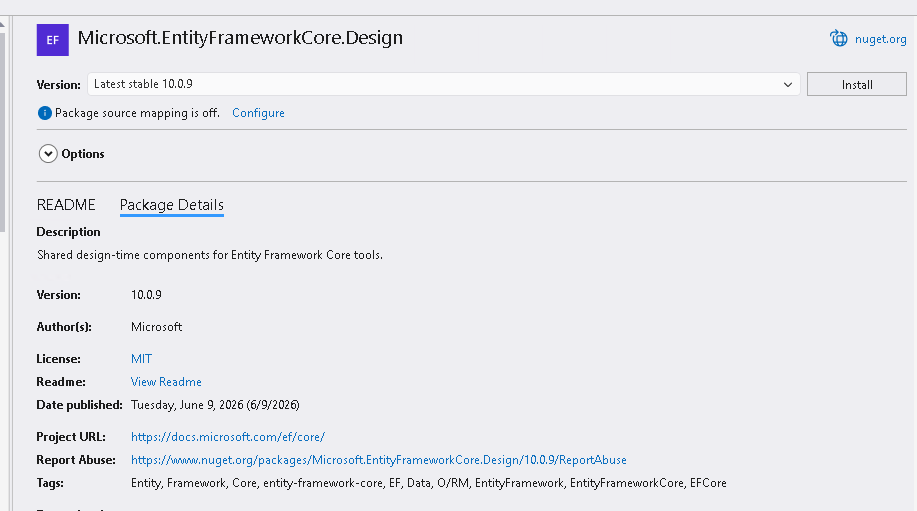 EF Microsoft.EntityFrameworkCore.Design nuget.org
Version: Latest stable 10.0.9 Install
i Package source mapping is off. Configure
Options
README Package Details
Description
Shared design-time components for Entity Framework Core tools.
Version: 10.0.9
Author(s): Microsoft
License: MIT
Readme: View Readme
Date published: Tuesday, June 9, 2026 (6/9/2026)
Project URL: https://docs.microsoft.com/ef/core/
Report Abuse: https://www.nuget.org/packages/Microsoft.EntityFrameworkCore.Design/10.0.9/ReportAbuse
Tags: Entity, Framework, Core, entity-framework-core, EF, Data, O/RM, EntityFramework, EntityFrameworkCore, EFCore